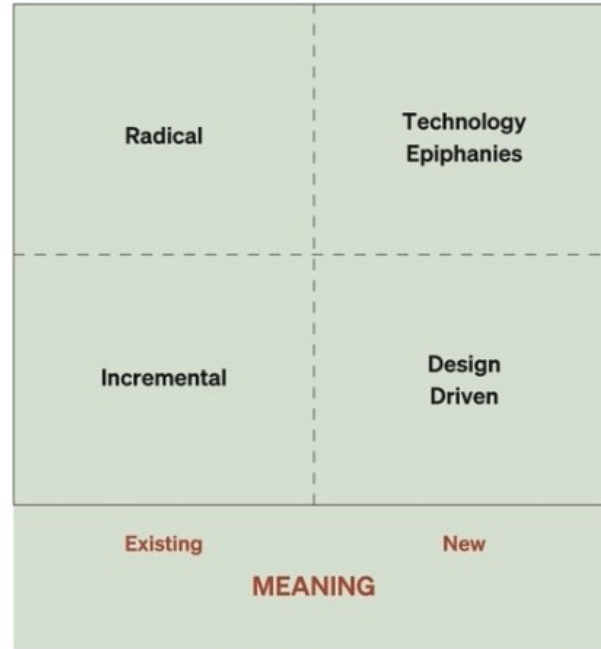 Radical
Technology
Epiphanies
Incremental
Design
Driven
Existing
New
MEANING